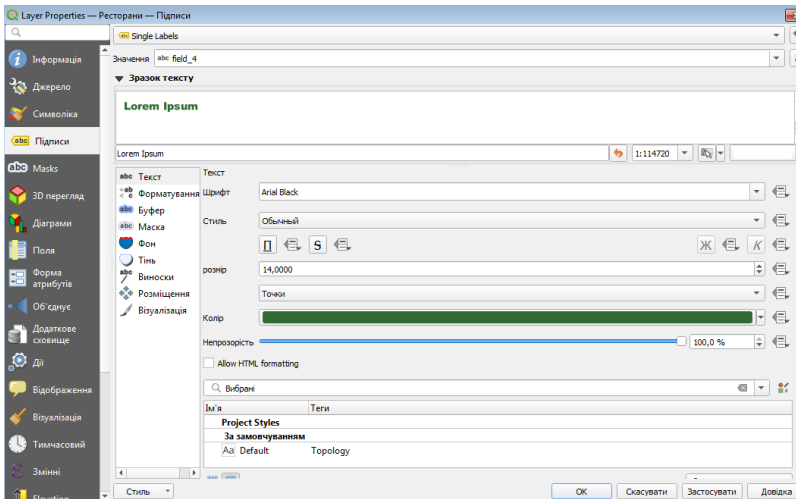 Layer Properties — Ресторани — Підписи
Single Labels
Значення abc field_4
Зразок тексту
Lorem Ipsum
Lorem Ipsum
1:114720
Інформація
Джерело
Символіка
Підписи
Masks
3D перегляд
Діаграми
Поля
Форма
атрибутів
Об'єднує
Додаткове
сховище
Дії
Відображення
Візуалізація
Тимчасовий
Змінні
Elevation
Текст
Форматування
Буфер
Маска
Фон
Тінь
Виноски
Розміщення
Візуалізація
Текст
Шрифт Arial Black
Стиль Обычный
П S Ж К
розмір 14,0000
Точки
Колір
Непрозорість 100,0 %
Allow HTML formatting
Вибрані
Ім'я Теги
Project Styles
За замовчуванням
Aa Default Topology
Стиль OK Скасувати Застосувати Довідка